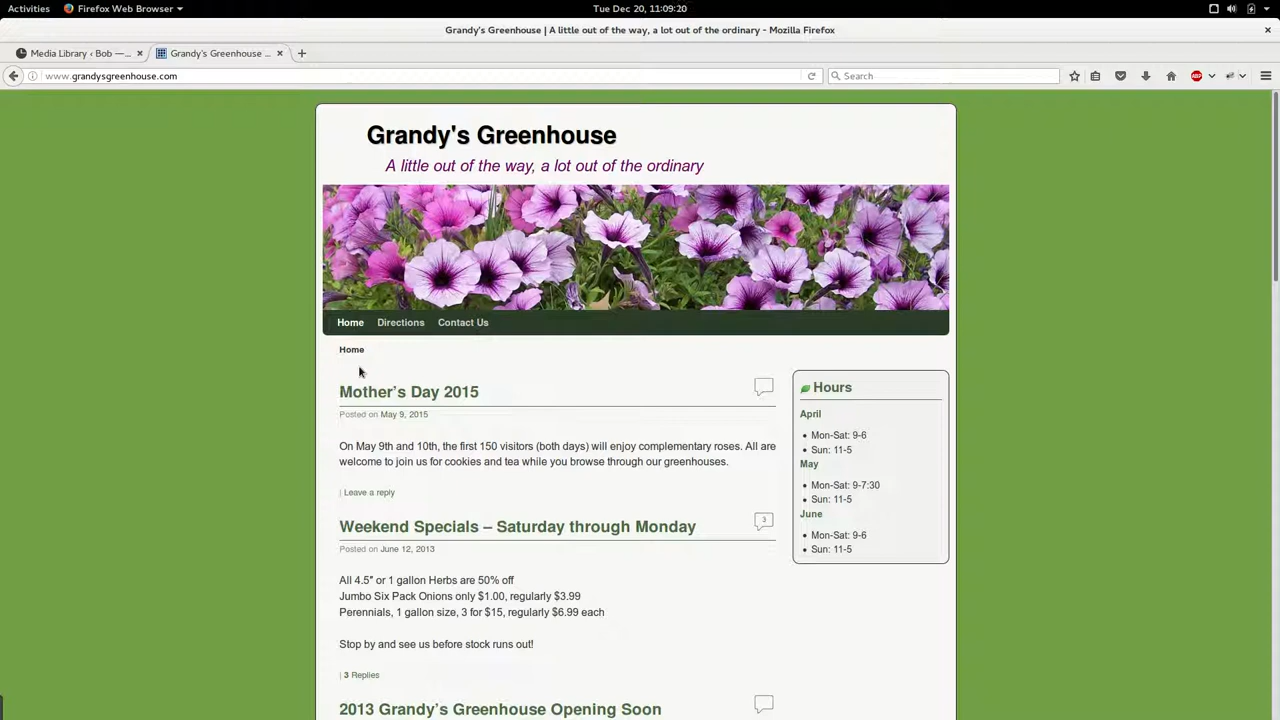 Activities Firefox Web Browser Tue Dec 20, 11:09:20
Grandy's Greenhouse | A little out of the way, a lot out of the ordinary - Mozilla Firefox
Media Library ‹ Bob —... Grandy's Greenhouse ...
www.grandysgreenhouse.com Search ABP
Grandy's Greenhouse
A little out of the way, a lot out of the ordinary
Home Directions Contact Us
Home
Mother's Day 2015
Posted on May 9, 2015
On May 9th and 10th, the first 150 visitors (both days) will enjoy complementary roses. All are
welcome to join us for cookies and tea while you browse through our greenhouses.
| Leave a reply
Weekend Specials – Saturday through Monday
3
Posted on June 12, 2013
All 4.5″ or 1 gallon Herbs are 50% off
Jumbo Six Pack Onions only $1.00, regularly $3.99
Perennials, 1 gallon size, 3 for $15, regularly $6.99 each
Stop by and see us before stock runs out!
| 3 Replies
2013 Grandy's Greenhouse Opening Soon
Hours
April
Mon-Sat: 9-6
Sun: 11-5
May
Mon-Sat: 9-7:30
Sun: 11-5
June
Mon-Sat: 9-6
Sun: 11-5